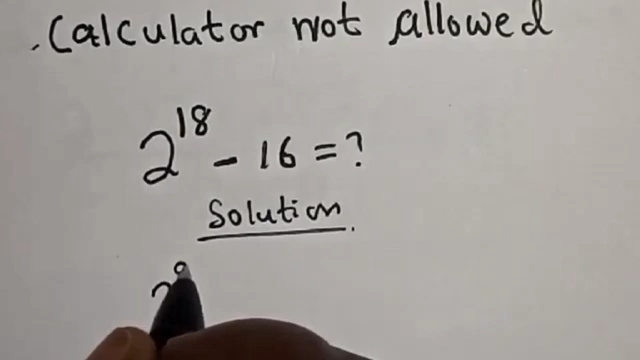 Calculator not allowed
2^18 - 16 = ?
Solution